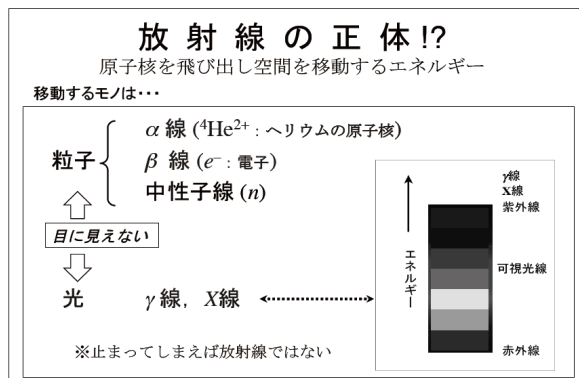 放射線の正体!?
原子核を飛び出し空間を移動するエネルギー
移動するモノは・・・
粒子
α線 (⁴He²⁺ : ヘリウムの原子核)
β 線 (e⁻ : 電子)
中性子線 (n)
目に見えない
光
γ 線, X線
※止まってしまえば放射線ではない
エネルギー
γ線
X線
紫外線
可視光線
赤外線